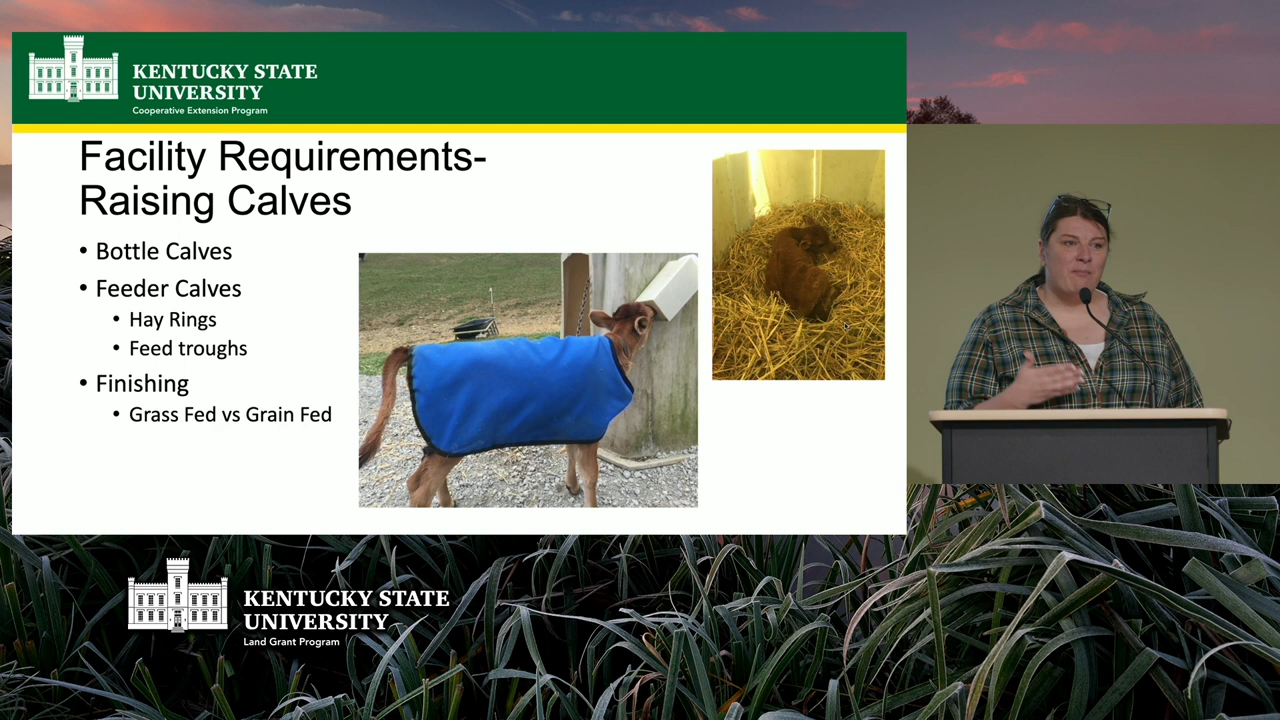 KENTUCKY STATE
UNIVERSITY
Cooperative Extension Program
Facility Requirements-
Raising Calves
• Bottle Calves
• Feeder Calves
• Hay Rings
• Feed troughs
• Finishing
• Grass Fed vs Grain Fed
KENTUCKY STATE
UNIVERSITY
Land Grant Program